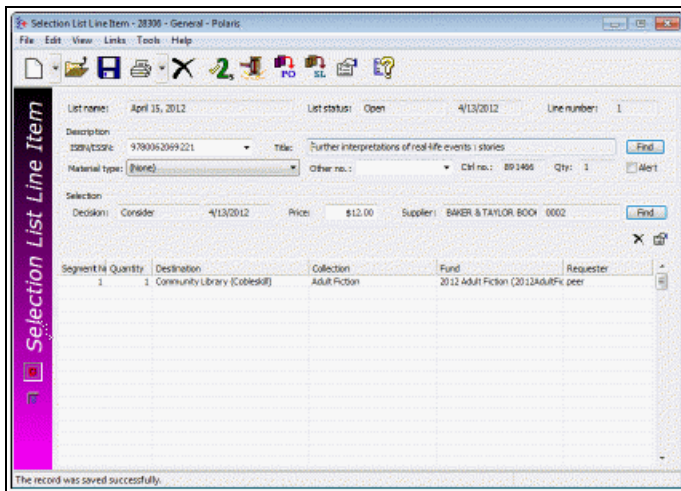 Selection List Line Item - 28306 - General - Polaris
File Edit View Links Tools Help
PO SL
Selection List Line Item
List name: April 15, 2012 List status: Open 4/13/2012 Line number: 1
Description
ISBN/ISSN: 9780062069221 Title: Further interpretations of real-life events : stories Find
Material type: (None) Other no.: Ctrl no.: 891466 Qty: 1 Alert
Selection
Decision: Consider 4/13/2012 Price: $12.00 Supplier: BAKER & TAYLOR BOOK 0002 Find
Segment N Quantity Destination Collection Fund Requester
1 1 Community Library (Cobleskill) Adult Fiction 2012 Adult Fiction (2012AdultFic peer
The record was saved successfully.